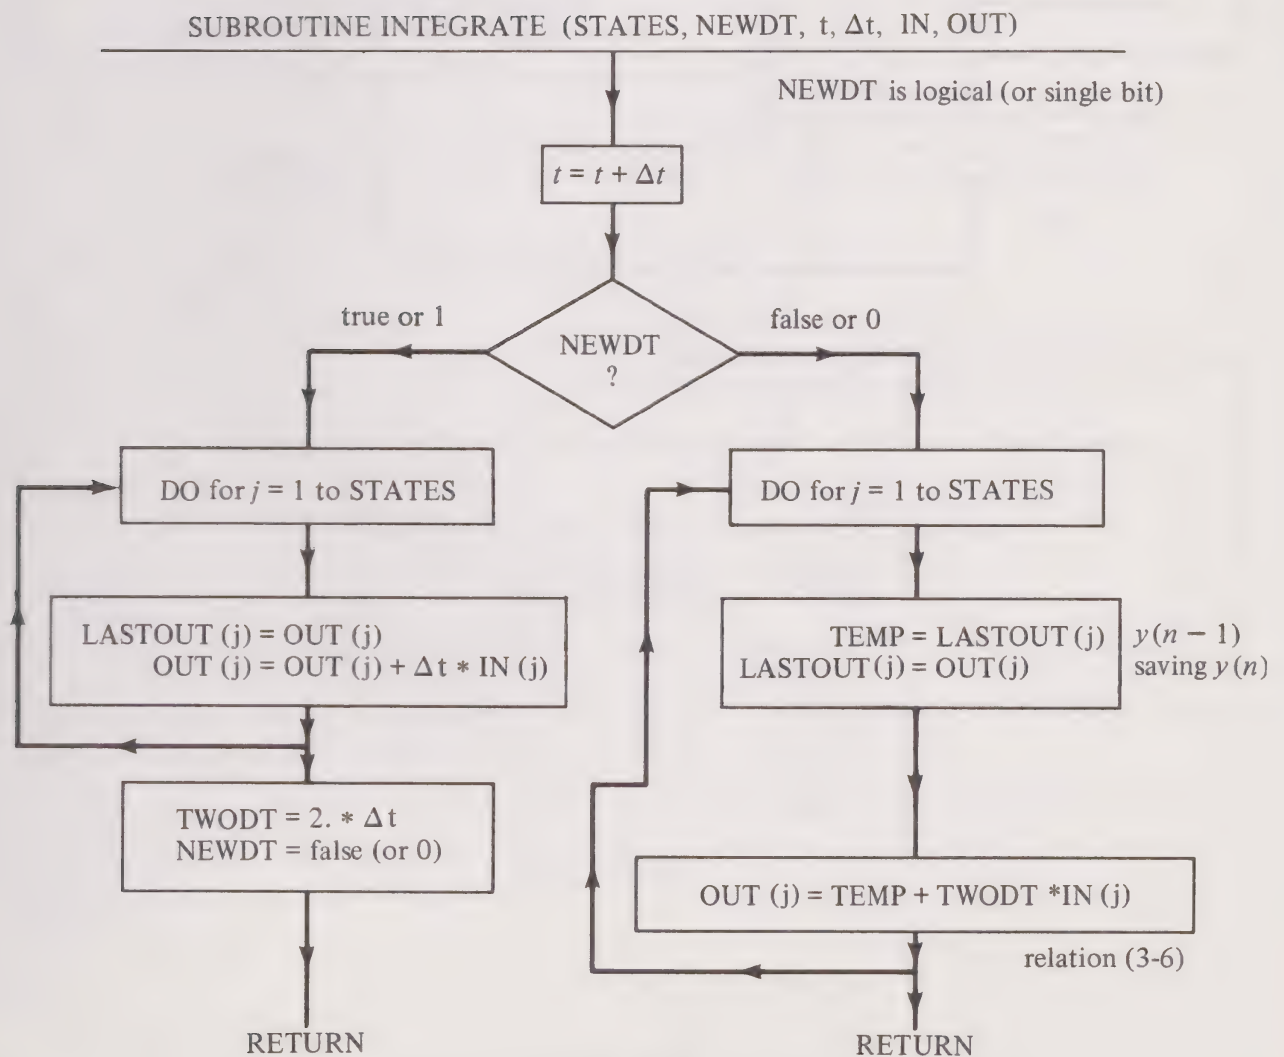 SUBROUTINE INTEGRATE (STATES, NEWDT, t, Δt, IN, OUT)
NEWDT is logical (or single bit)
t = t + Δt
true or 1
false or 0
NEWDT
?
DO for j = 1 to STATES
LASTOUT (j) = OUT (j)
OUT (j) = OUT (j) + Δt * IN (j)
TWODT = 2. * Δt
NEWDT = false (or 0)
RETURN
DO for j = 1 to STATES
TEMP = LASTOUT (j)
LASTOUT (j) = OUT (j)
y(n − 1)
saving y(n)
OUT (j) = TEMP + TWODT *IN (j)
relation (3-6)
RETURN